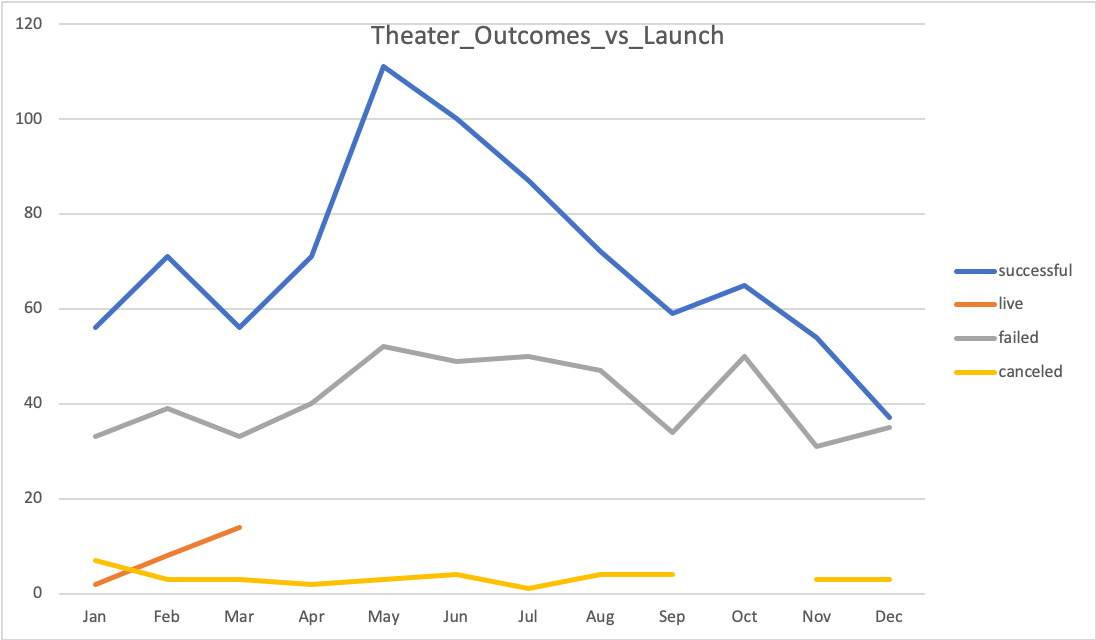 Theater_Outcomes_vs_Launch
120
100
80
60
40
20
0
Jan Feb Mar Apr May Jun Jul Aug Sep Oct Nov Dec
successful
live
failed
canceled